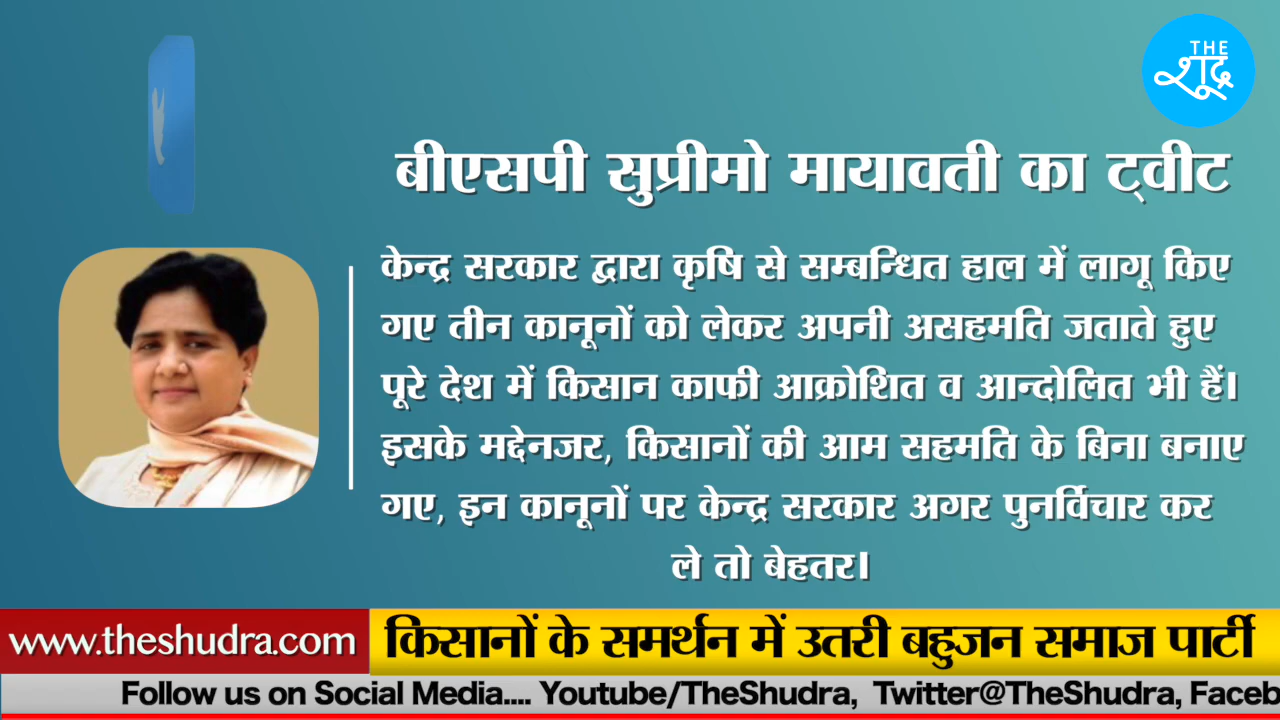 THE
शूद्र
बीएसपी सुप्रीमो मायावती का ट्वीट
केन्द्र सरकार द्वारा कृषि से सम्बन्धित हाल में लागू किए
गए तीन कानूनों को लेकर अपनी असहमति जताते हुए
पूरे देश में किसान काफी आक्रोशित व आन्दोलित भी हैं।
इसके मद्देनजर, किसानों की आम सहमति के बिना बनाए
गए, इन कानूनों पर केन्द्र सरकार अगर पुनर्विचार कर
ले तो बेहतर।
www.theshudra.com
किसानों के समर्थन में उतरी बहुजन समाज पार्टी
Follow us on Social Media.... Youtube/TheShudra, Twitter@TheShudra, Faceb